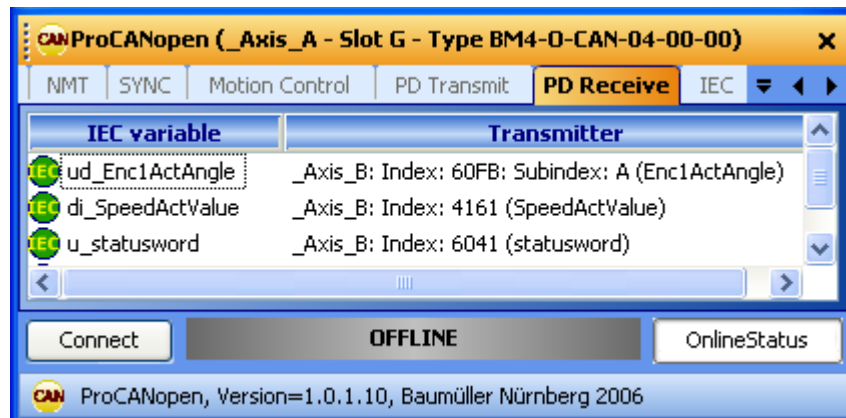 CAN ProCANopen (_Axis_A - Slot G - Type BM4-O-CAN-04-00-00)
NMT SYNC Motion Control PD Transmit PD Receive IEC
IEC variable Transmitter
IEC ud_Enc1ActAngle _Axis_B: Index: 60FB: Subindex: A (Enc1ActAngle)
IEC di_SpeedActValue _Axis_B: Index: 4161 (SpeedActValue)
IEC u_statusword _Axis_B: Index: 6041 (statusword)
Connect OFFLINE OnlineStatus
CAN ProCANopen, Version=1.0.1.10, Baumüller Nürnberg 2006